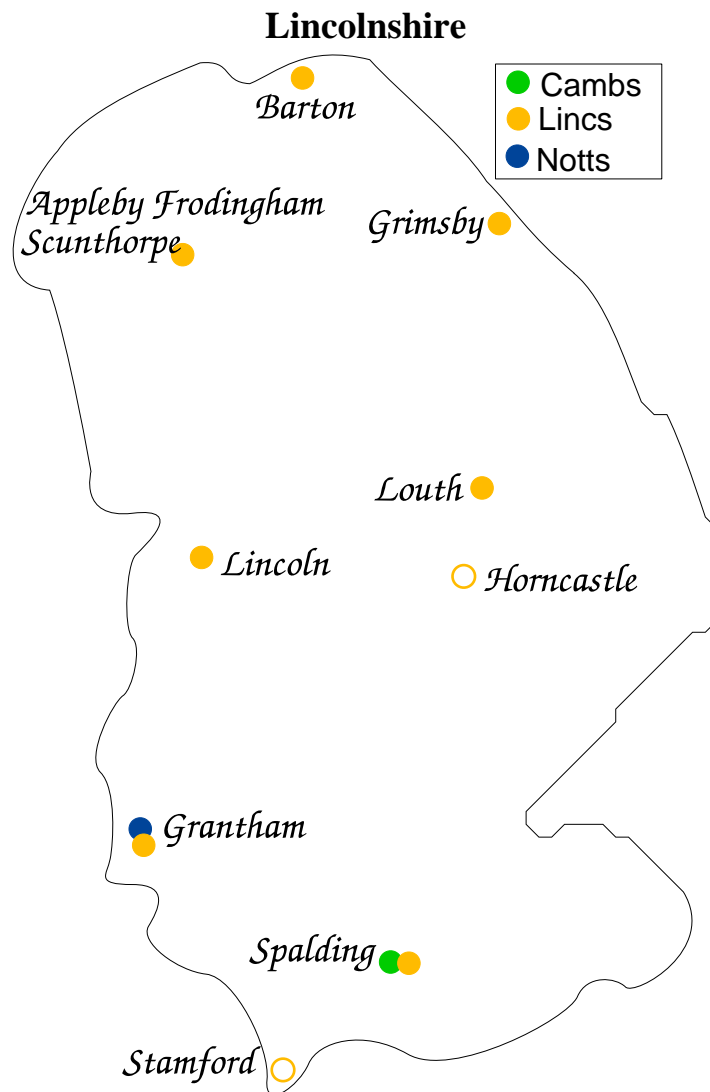 Lincolnshire
Cambs
Lincs
Notts
Barton
Appleby Frodingham
Scunthorpe
Grimsby
Louth
Lincoln
Horncastle
Grantham
Spalding
Stamford